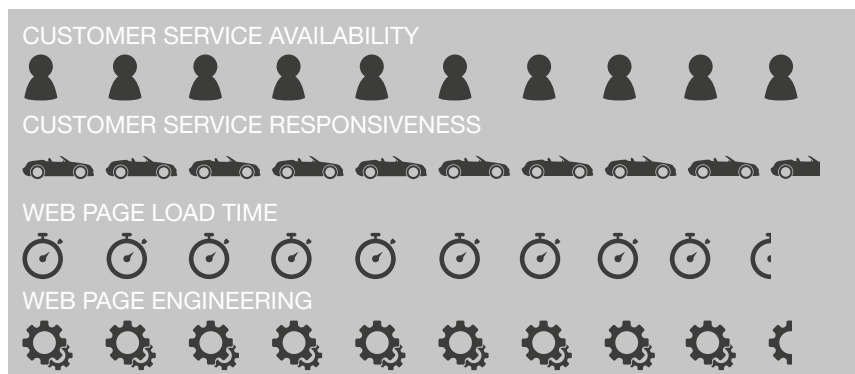 CUSTOMER SERVICE AVAILABILITY
CUSTOMER SERVICE RESPONSIVENESS
WEB PAGE LOAD TIME
WEB PAGE ENGINEERING